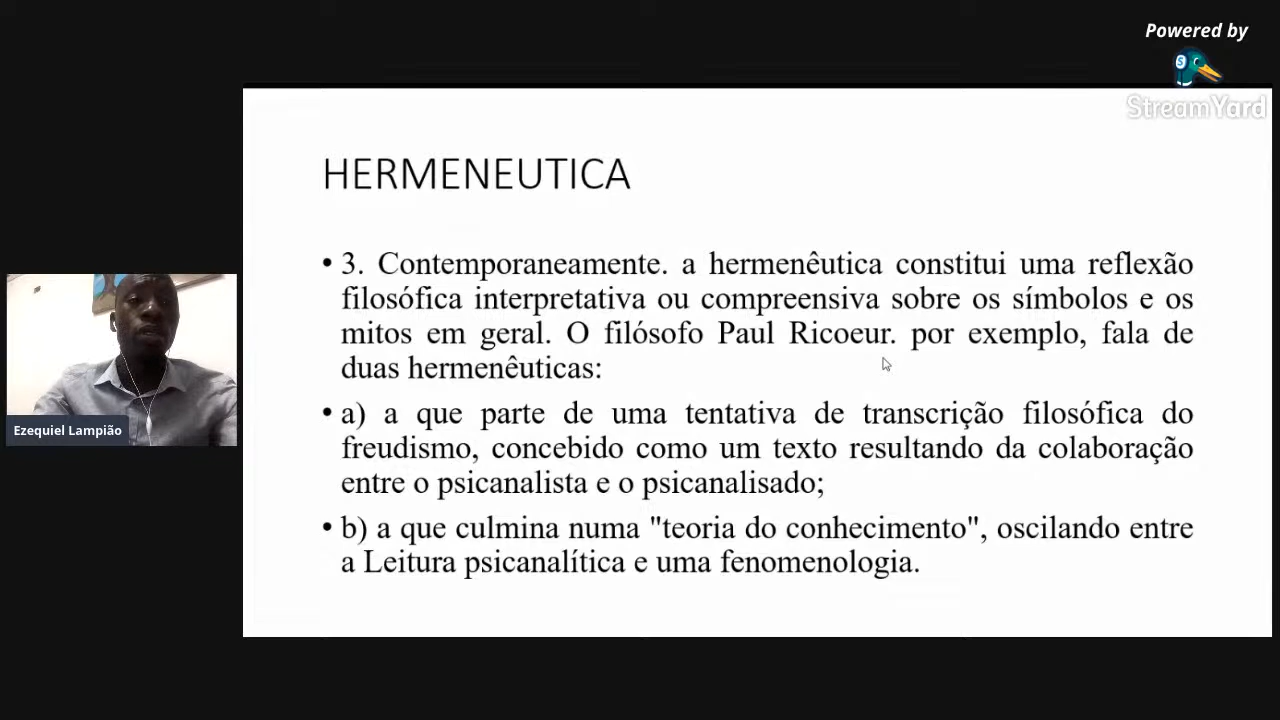 Powered by
StreamYard
HERMENEUTICA
• 3. Contemporaneamente. a hermenêutica constitui uma reflexão
filosófica interpretativa ou compreensiva sobre os símbolos e os
mitos em geral. O filósofo Paul Ricoeur. por exemplo, fala de
duas hermenêuticas:
• a) a que parte de uma tentativa de transcrição filosófica do
freudismo, concebido como um texto resultando da colaboração
entre o psicanalista e o psicanalisado;
• b) a que culmina numa "teoria do conhecimento", oscilando entre
a Leitura psicanalítica e uma fenomenologia.
Ezequiel Lampião